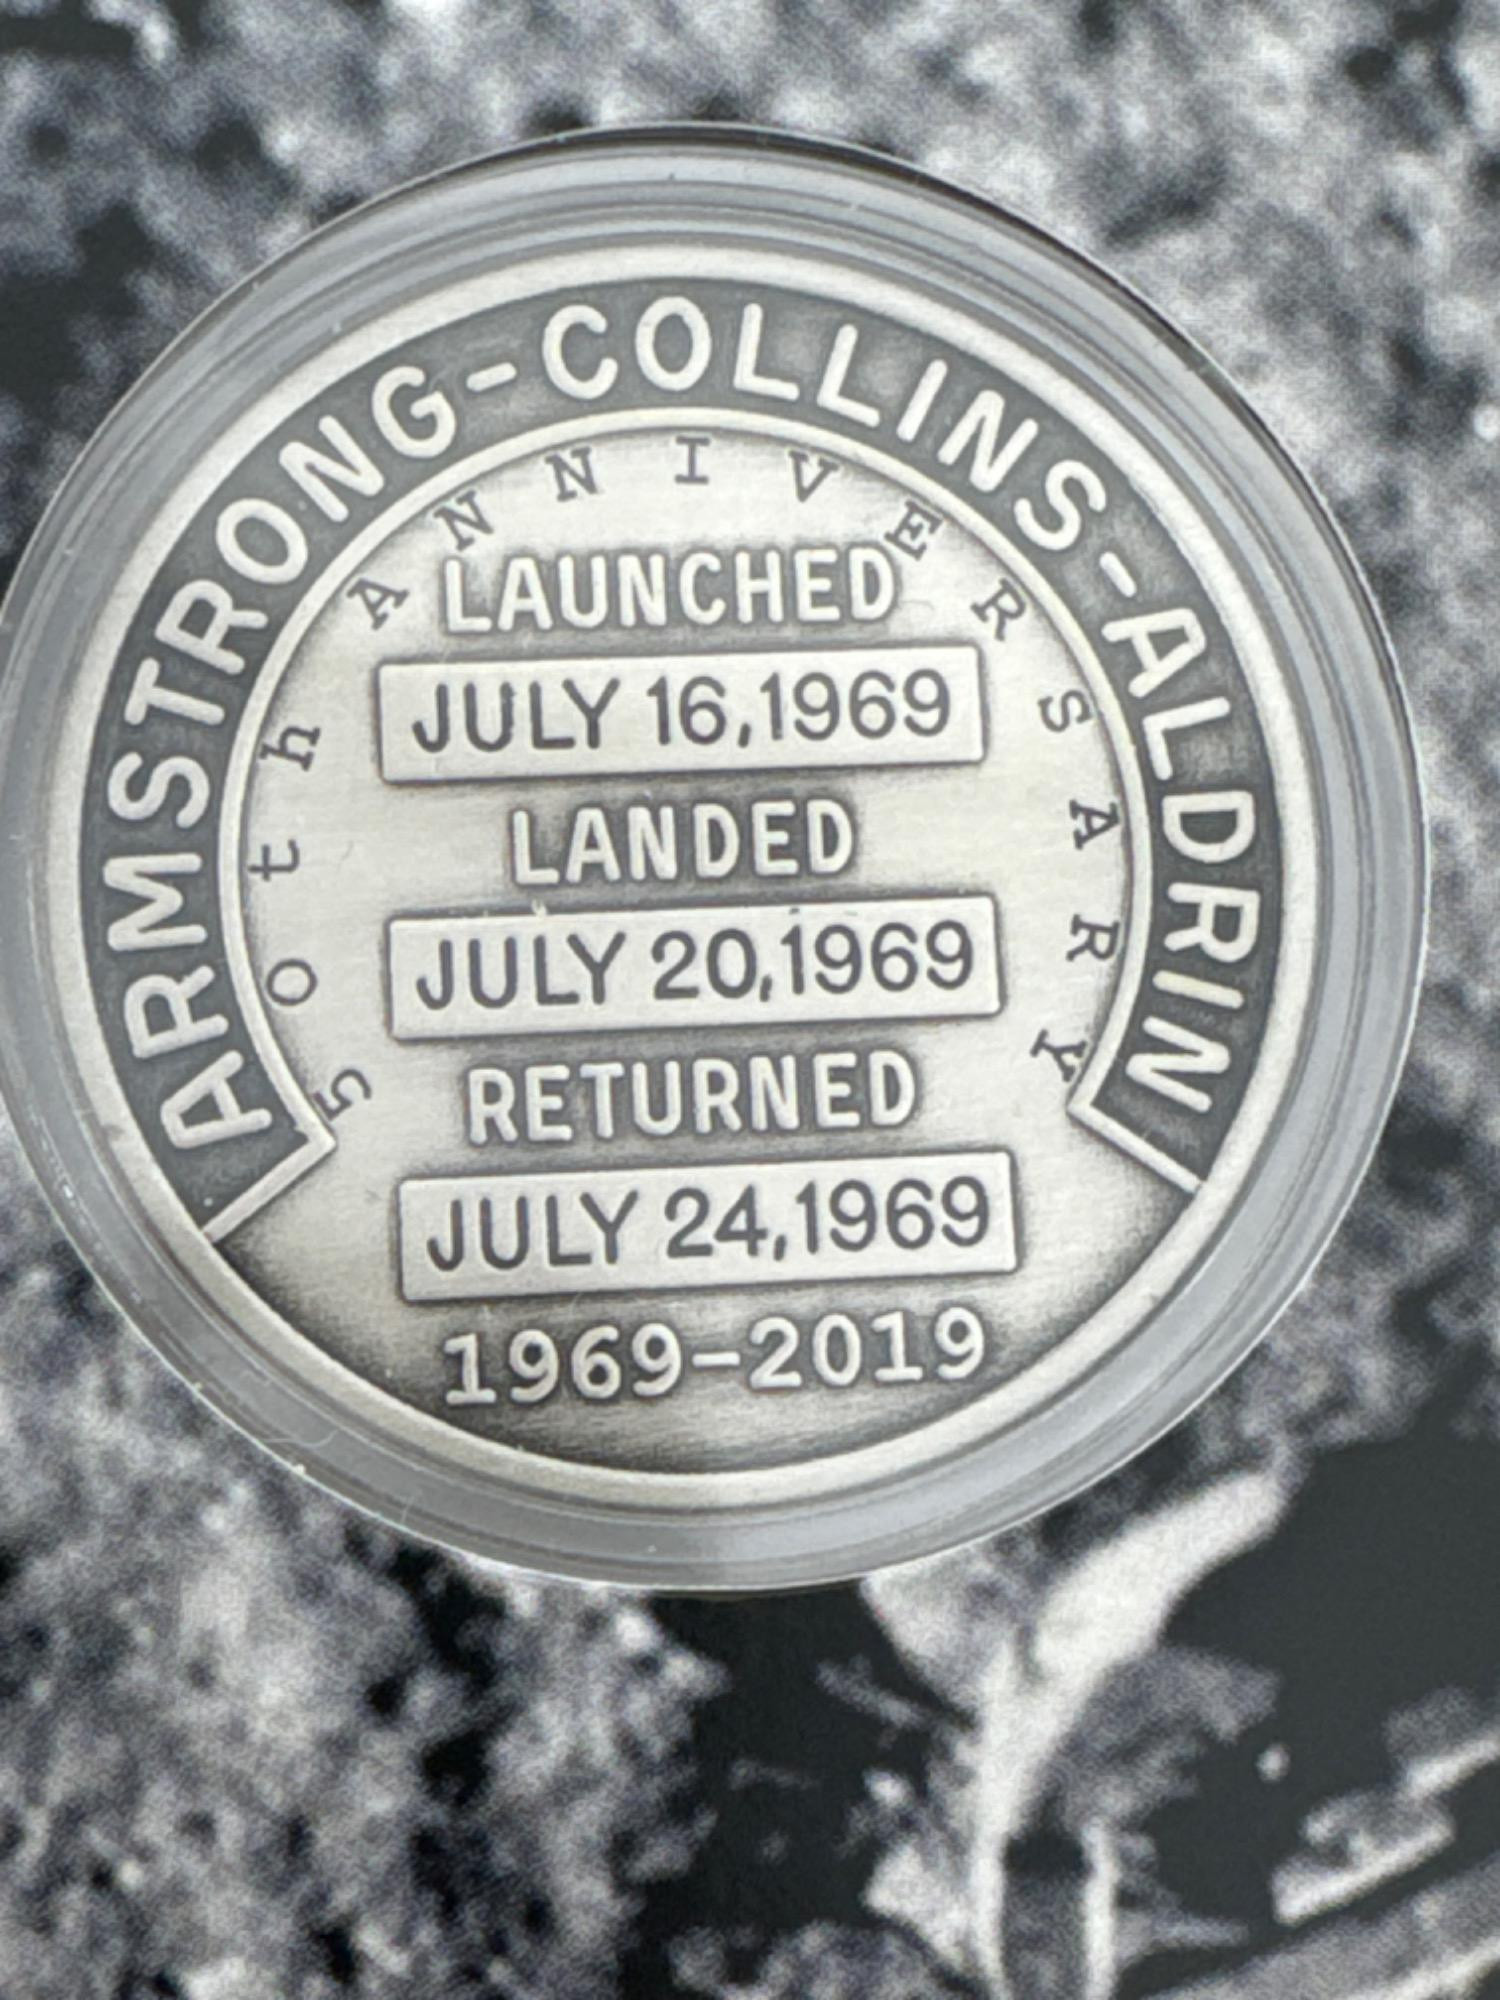 ARMSTRONG-COLLINS-ALDRIN
50th ANNIVERSARY
LAUNCHED
JULY 16,1969
LANDED
JULY 20,1969
RETURNED
JULY 24,1969
1969-2019